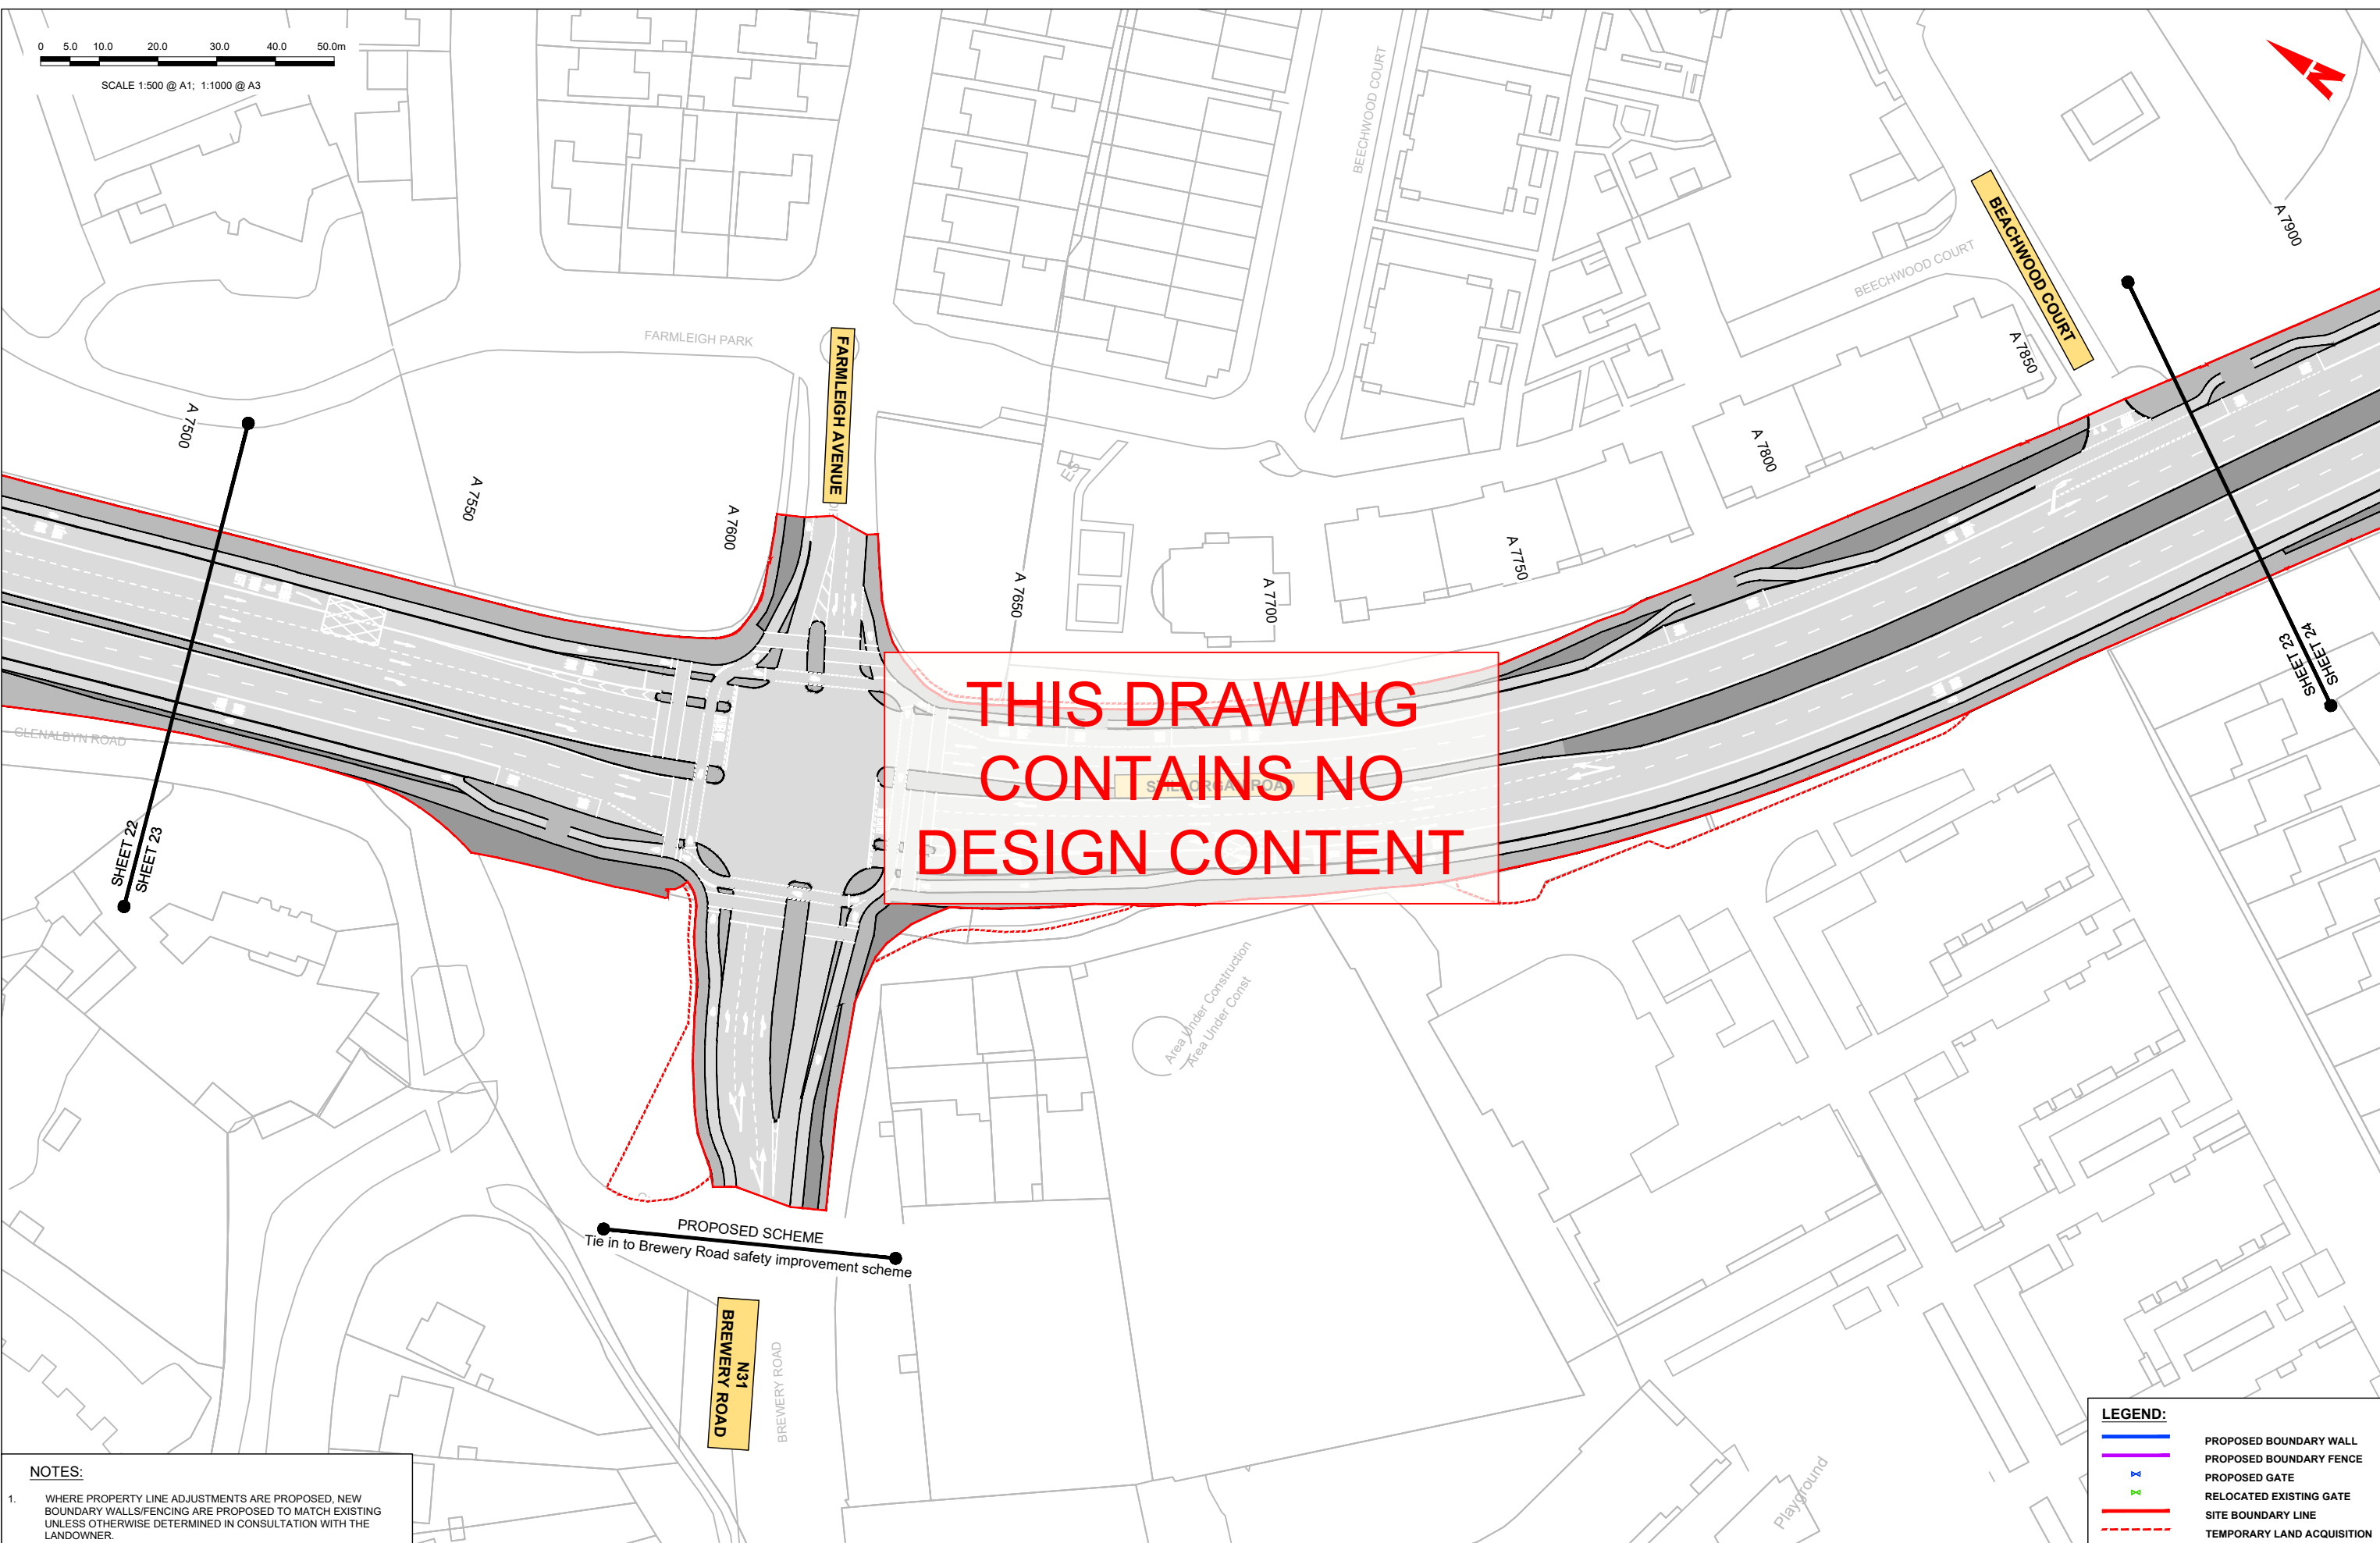 0 5.0 10.0 20.0 30.0 40.0 50.0m
SCALE 1:500 @ A1; 1:1000 @ A3
BEECHWOOD COURT
BEACHWOOD COURT
A 7900
BEECHWOOD COURT
FARMLEIGH PARK
FARMLEIGH AVENUE
A 7500
A 7550
A 7600
A 7650
A 7700
A 7750
A 7800
A 7850
ES
GLENALBYN ROAD
SHEET 22
SHEET 23
SHEET 23
SHEET 24
THIS DRAWING
CONTAINS NO
DESIGN CONTENT
STILLORGAN ROAD
Area Under Construction
Area Under Const
PROPOSED SCHEME
Tie in to Brewery Road safety improvement scheme
N31
BREWERY ROAD
BREWERY ROAD
Playground
NOTES:
1. WHERE PROPERTY LINE ADJUSTMENTS ARE PROPOSED, NEW
BOUNDARY WALLS/FENCING ARE PROPOSED TO MATCH EXISTING
UNLESS OTHERWISE DETERMINED IN CONSULTATION WITH THE
LANDOWNER.
LEGEND:
PROPOSED BOUNDARY WALL
PROPOSED BOUNDARY FENCE
PROPOSED GATE
RELOCATED EXISTING GATE
SITE BOUNDARY LINE
TEMPORARY LAND ACQUISITION